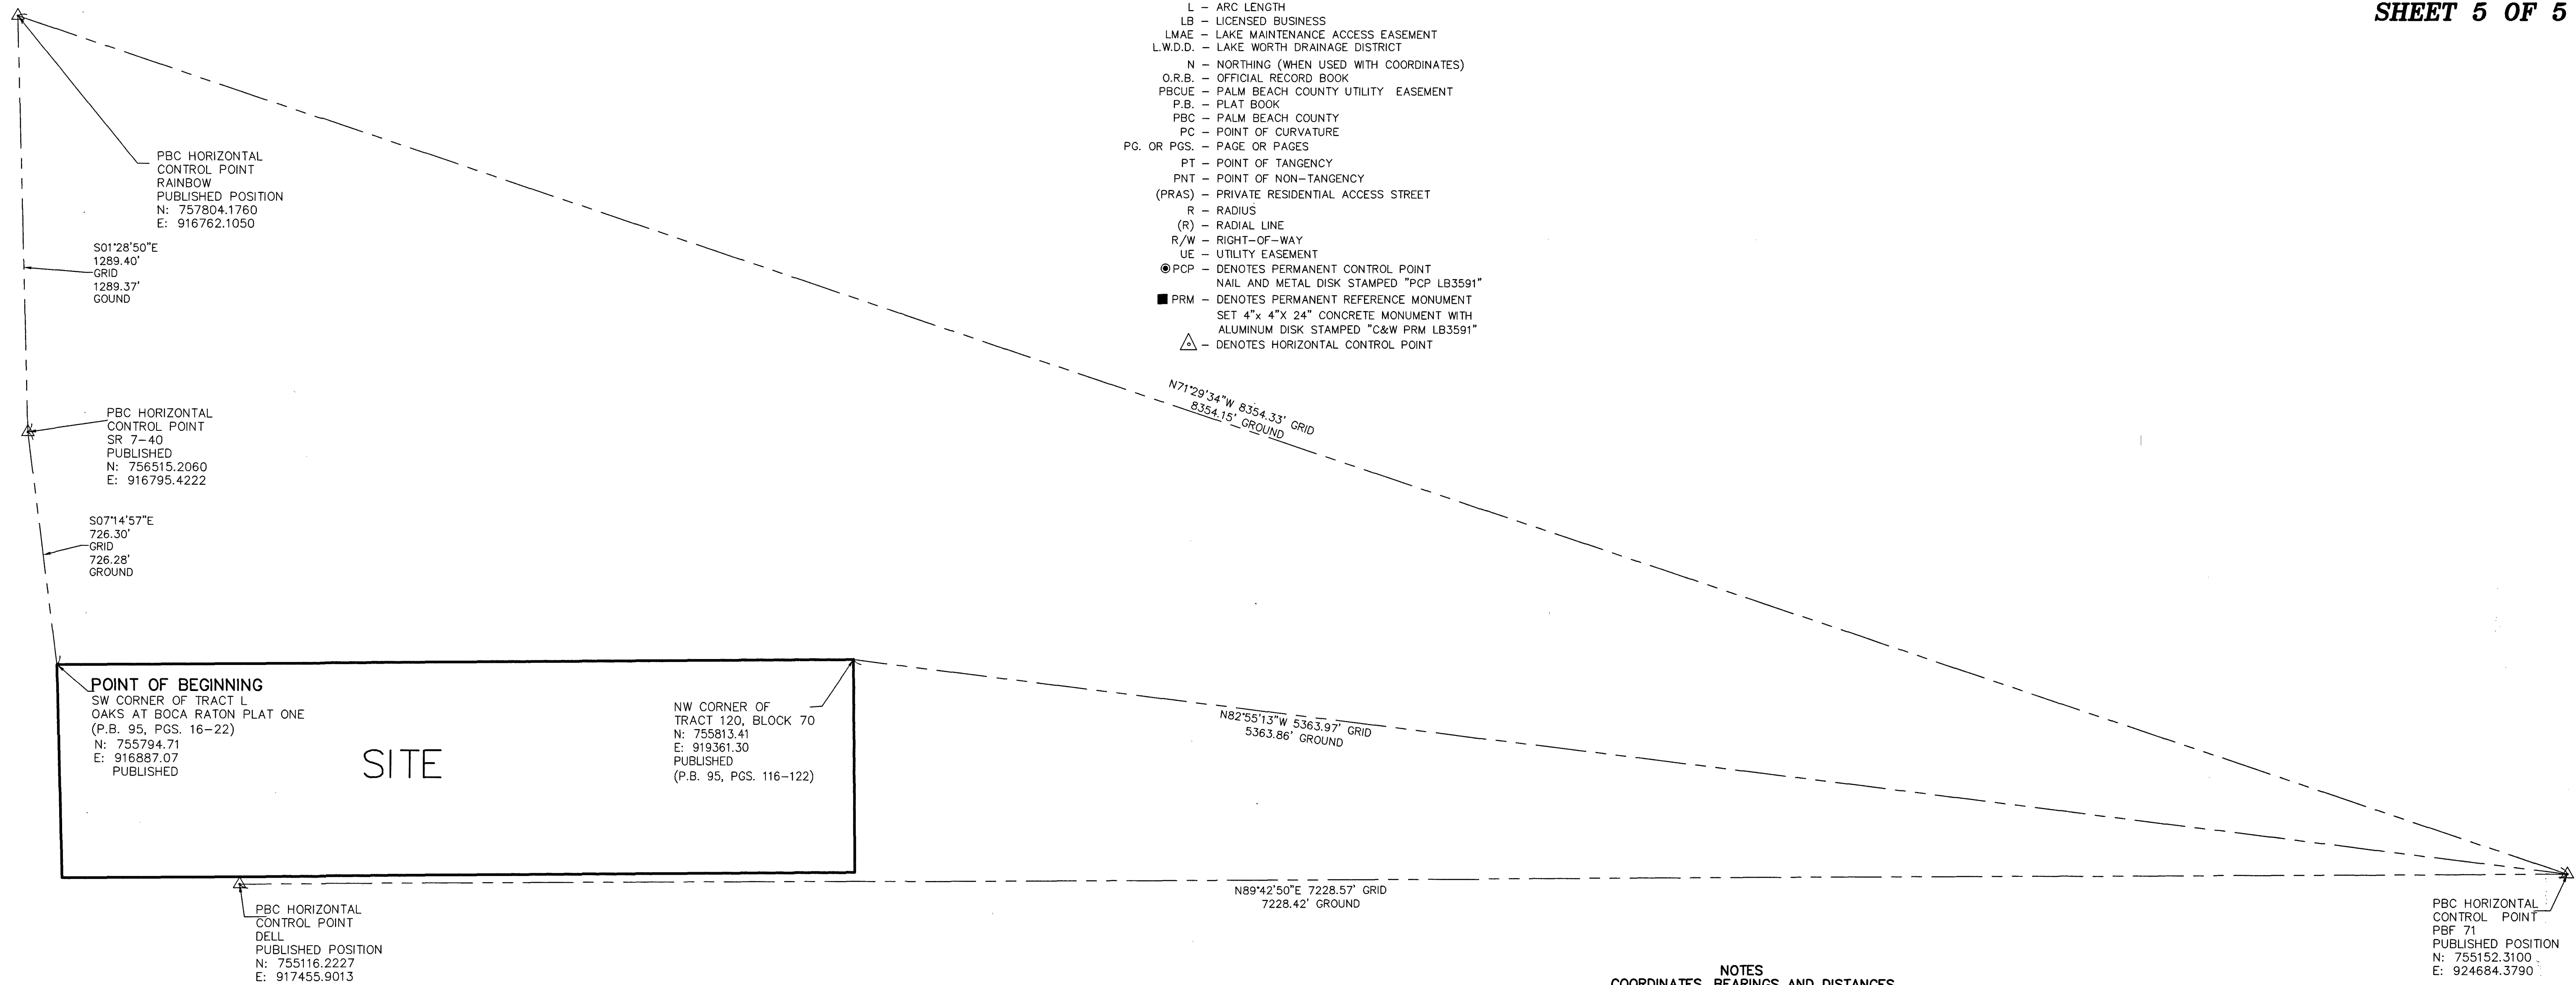 SHEET 5 OF 5
L – ARC LENGTH
LB – LICENSED BUSINESS
LMAE – LAKE MAINTENANCE ACCESS EASEMENT
L.W.D.D. – LAKE WORTH DRAINAGE DISTRICT
N – NORTHING (WHEN USED WITH COORDINATES)
O.R.B. – OFFICIAL RECORD BOOK
PBCUE – PALM BEACH COUNTY UTILITY EASEMENT
P.B. – PLAT BOOK
PBC – PALM BEACH COUNTY
PC – POINT OF CURVATURE
PG. OR PGS. – PAGE OR PAGES
PT – POINT OF TANGENCY
PNT – POINT OF NON–TANGENCY
(PRAS) – PRIVATE RESIDENTIAL ACCESS STREET
R – RADIUS
(R) – RADIAL LINE
R/W – RIGHT–OF–WAY
UE – UTILITY EASEMENT
PCP – DENOTES PERMANENT CONTROL POINT
NAIL AND METAL DISK STAMPED "PCP LB3591"
PRM – DENOTES PERMANENT REFERENCE MONUMENT
SET 4"x 4"X 24" CONCRETE MONUMENT WITH
ALUMINUM DISK STAMPED "C&W PRM LB3591"
– DENOTES HORIZONTAL CONTROL POINT
PBC HORIZONTAL
CONTROL POINT
RAINBOW
PUBLISHED POSITION
N: 757804.1760
E: 916762.1050
S01°28'50"E
1289.40'
GRID
1289.37'
GOUND
PBC HORIZONTAL
CONTROL POINT
SR 7–40
PUBLISHED
N: 756515.2060
E: 916795.4222
S07°14'57"E
726.30'
GRID
726.28'
GROUND
N71°29'34"W 8354.33' GRID
8354.15' GROUND
POINT OF BEGINNING
SW CORNER OF TRACT L
OAKS AT BOCA RATON PLAT ONE
(P.B. 95, PGS. 16–22)
N: 755794.71
E: 916887.07
PUBLISHED
SITE
NW CORNER OF
TRACT 120, BLOCK 70
N: 755813.41
E: 919361.30
PUBLISHED
(P.B. 95, PGS. 116–122)
N82°55'13"W 5363.97' GRID
5363.86' GROUND
N89°42'50"E 7228.57' GRID
7228.42' GROUND
PBC HORIZONTAL
CONTROL POINT
DELL
PUBLISHED POSITION
N: 755116.2227
E: 917455.9013
PBC HORIZONTAL
CONTROL POINT
PBF 71
PUBLISHED POSITION
N: 755152.3100
E: 924684.3790
NOTES
COORDINATES, BEARINGS AND DISTANCES